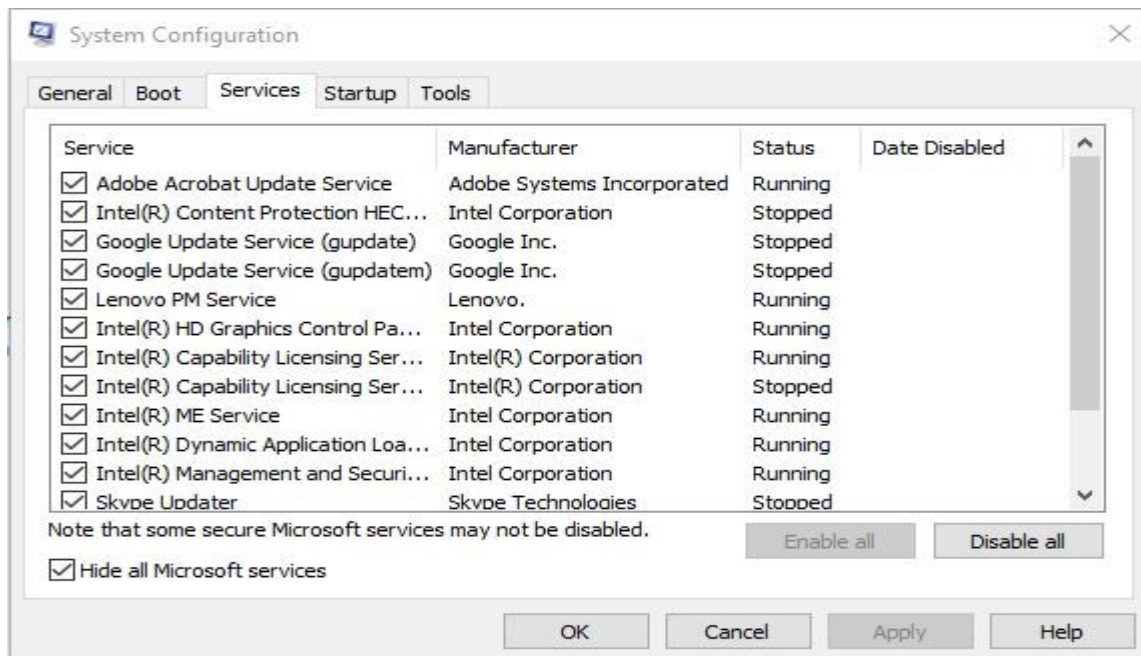 System Configuration
General Boot Services Startup Tools
Service Manufacturer Status Date Disabled
Adobe Acrobat Update Service Adobe Systems Incorporated Running
Intel(R) Content Protection HEC... Intel Corporation Stopped
Google Update Service (gupdate) Google Inc. Stopped
Google Update Service (gupdatem) Google Inc. Stopped
Lenovo PM Service Lenovo. Running
Intel(R) HD Graphics Control Pa... Intel Corporation Running
Intel(R) Capability Licensing Ser... Intel(R) Corporation Running
Intel(R) Capability Licensing Ser... Intel(R) Corporation Stopped
Intel(R) ME Service Intel Corporation Running
Intel(R) Dynamic Application Loa... Intel Corporation Running
Intel(R) Management and Securi... Intel Corporation Running
Skype Updater Skype Technologies Stopped
Note that some secure Microsoft services may not be disabled.
Enable all Disable all
Hide all Microsoft services
OK Cancel Apply Help